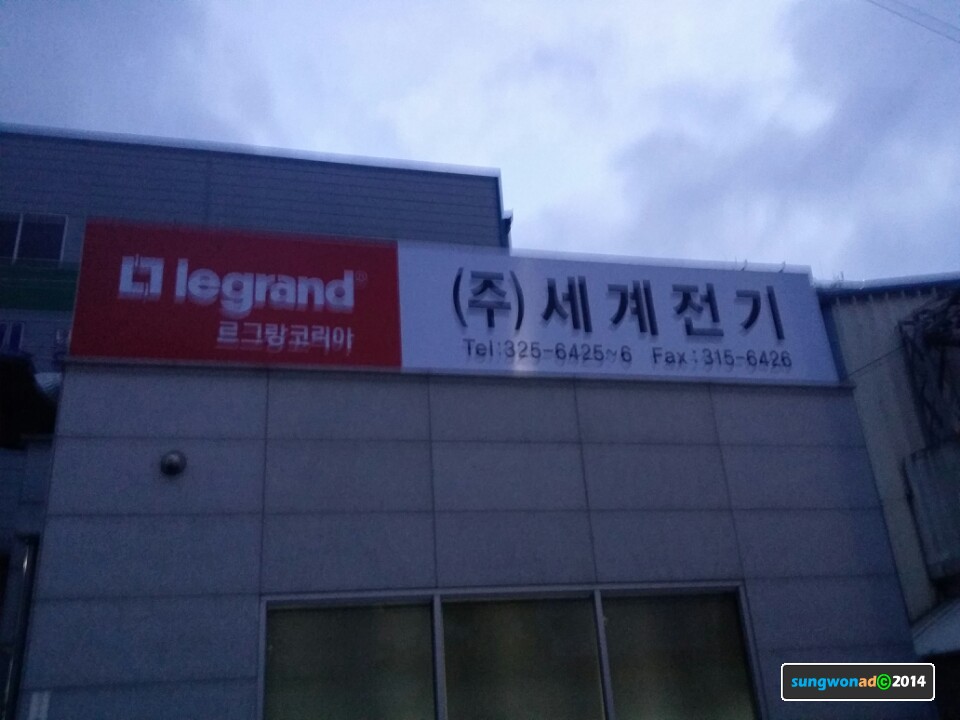 legrand®
르그랑코리아
(주)세계전기
Tel:325-6425~6 Fax:315-6426
sungwonad©2014